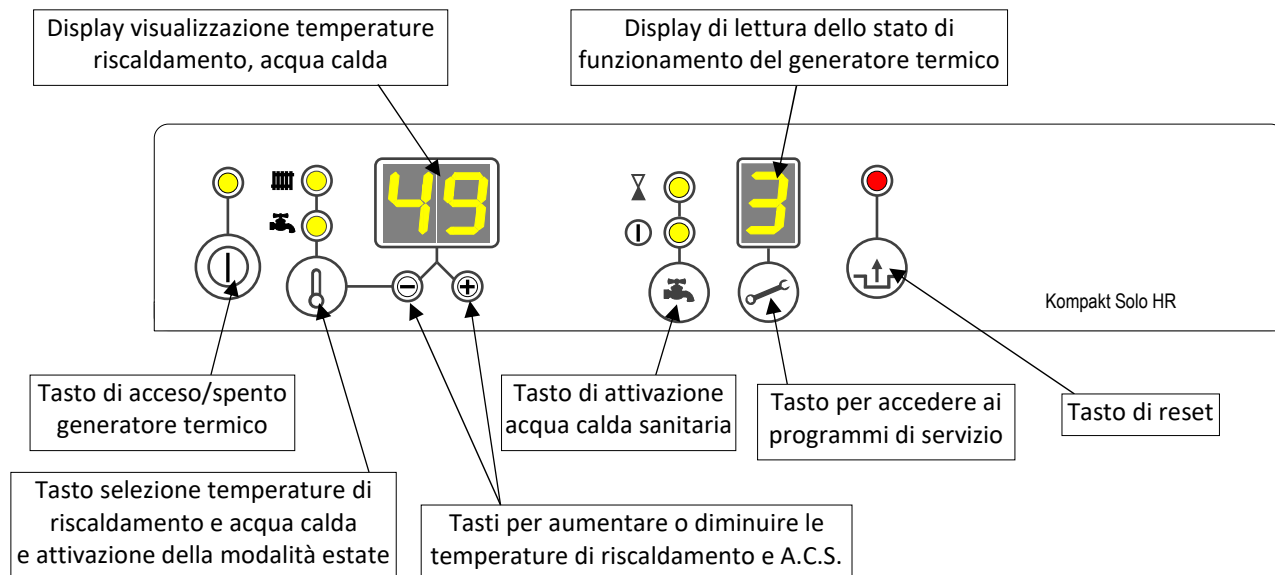 Display visualizzazione temperature
riscaldamento, acqua calda
Display di lettura dello stato di
funzionamento del generatore termico
49
3
Kompakt Solo HR
Tasto di acceso/spento
generatore termico
Tasto di attivazione
acqua calda sanitaria
Tasto per accedere ai
programmi di servizio
Tasto di reset
Tasto selezione temperature di
riscaldamento e acqua calda
e attivazione della modalità estate
Tasti per aumentare o diminuire le
temperature di riscaldamento e A.C.S.